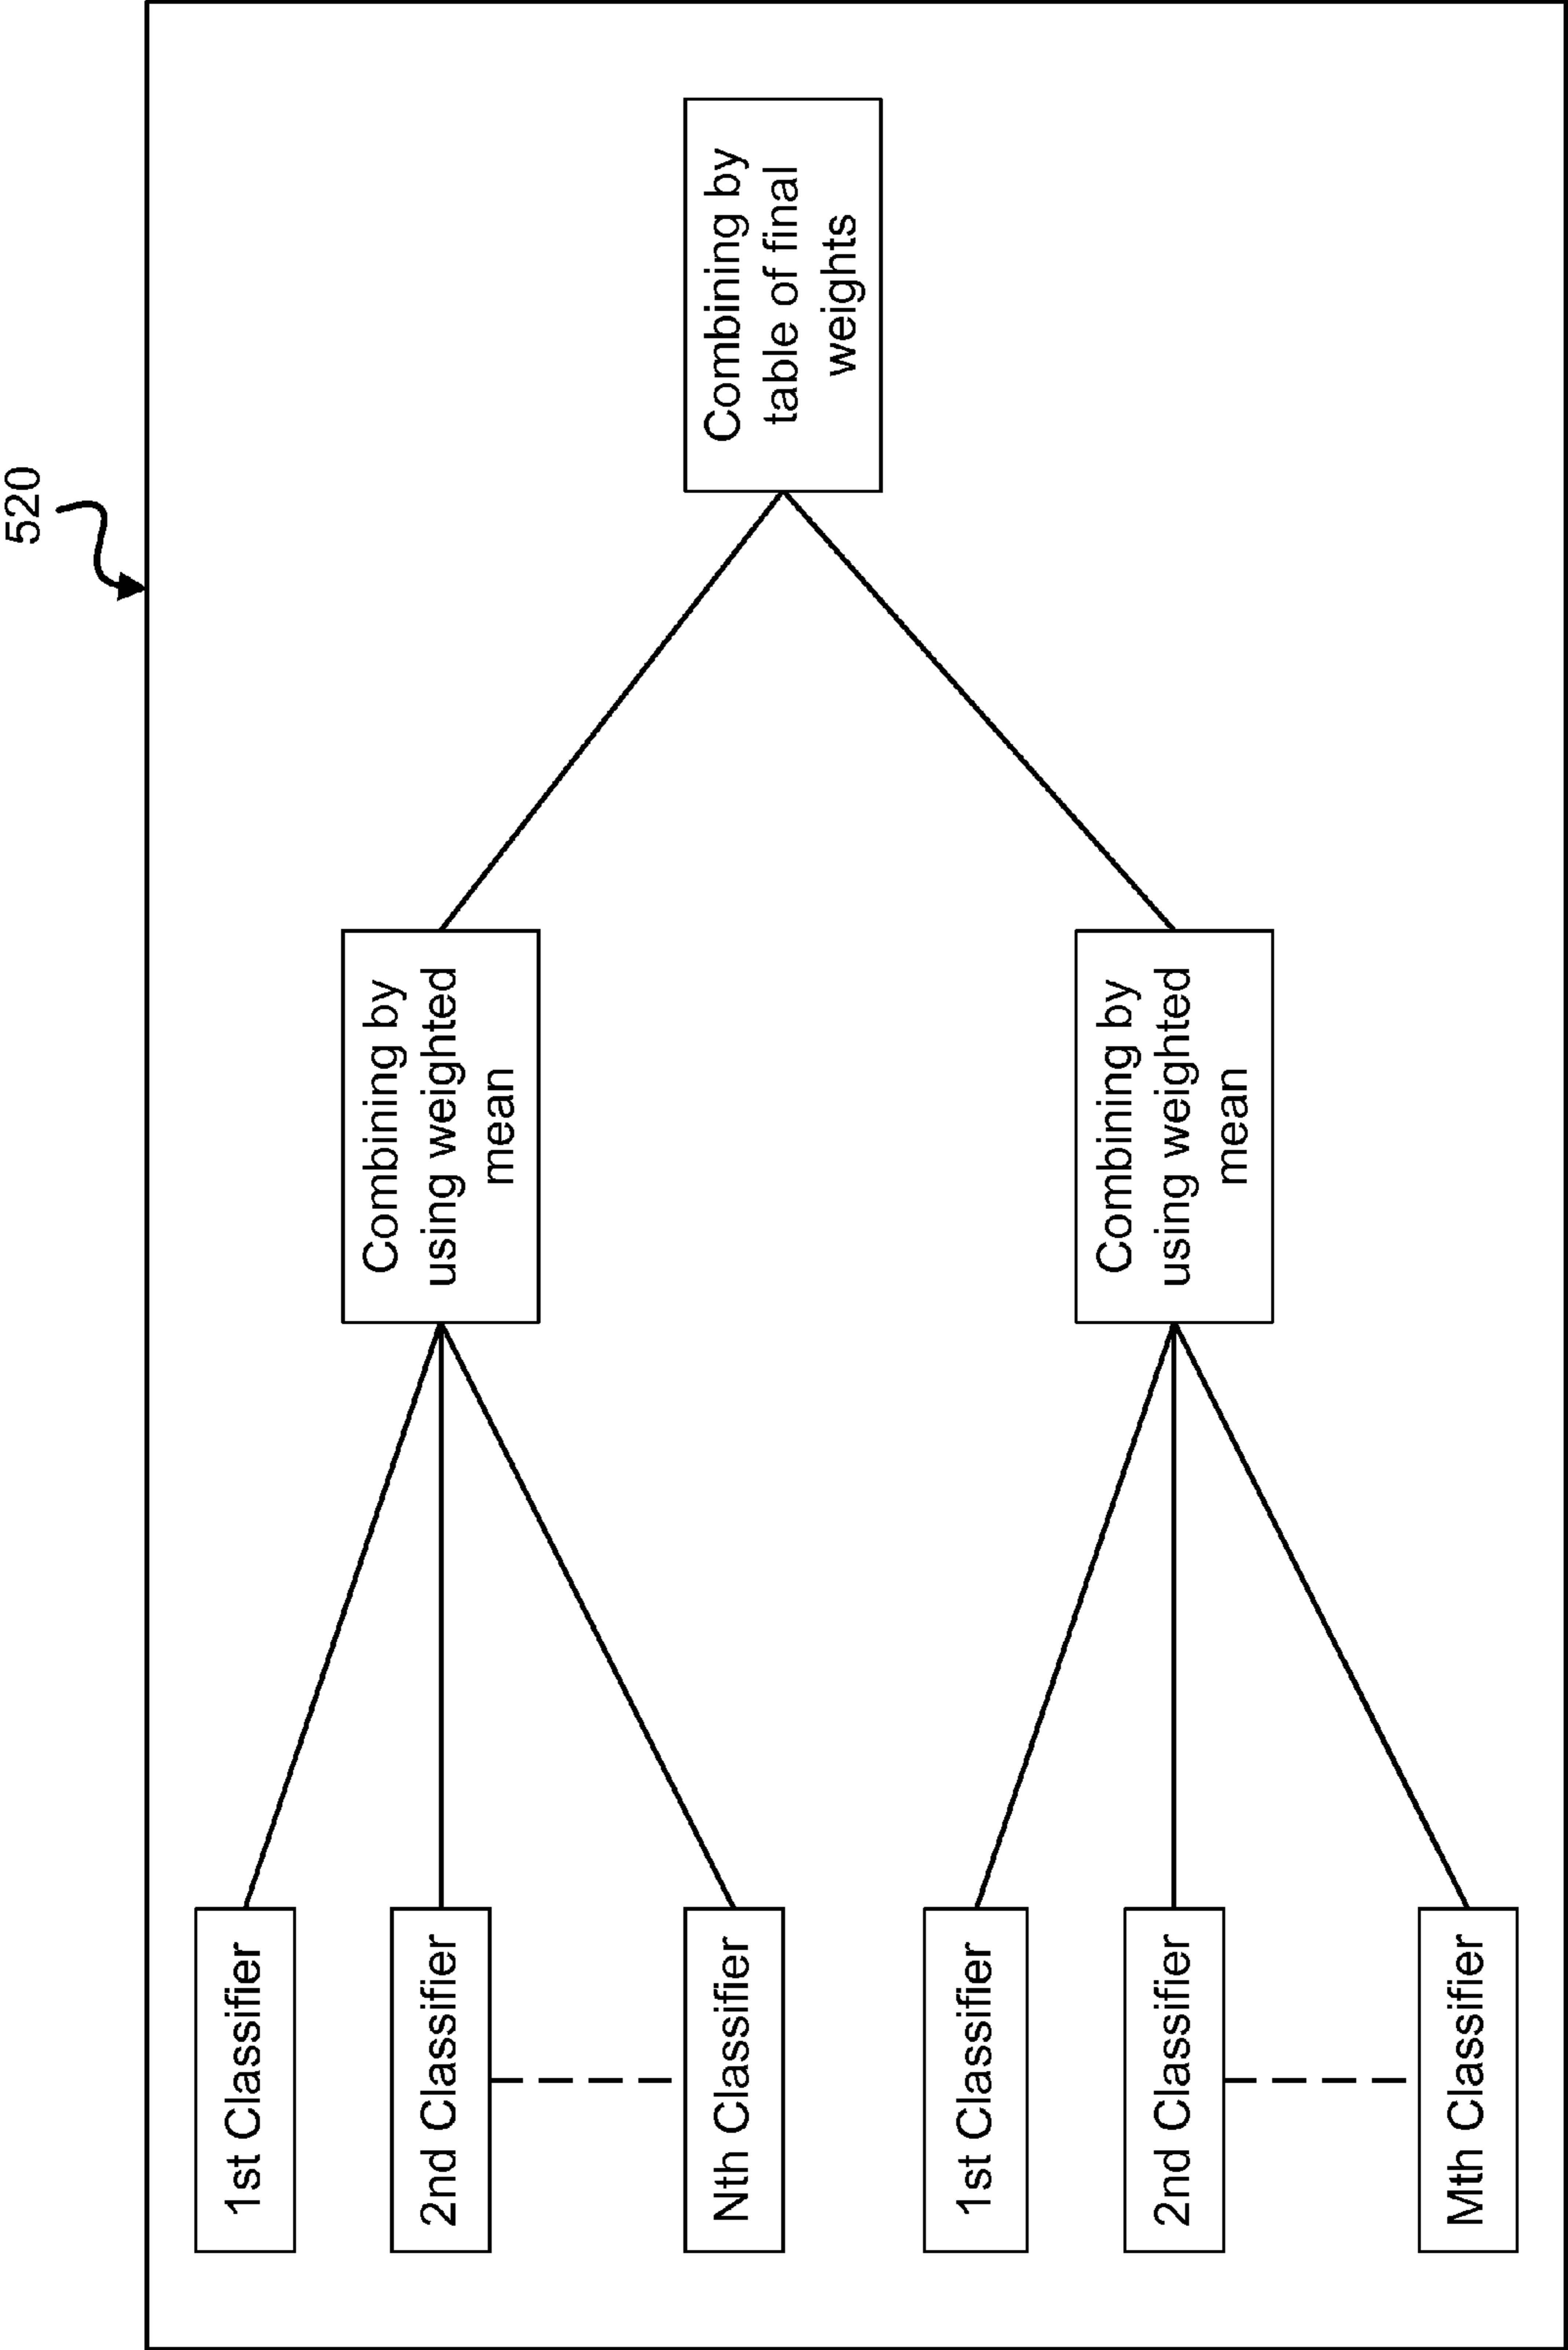 520
1st Classifier
2nd Classifier
Nth Classifier
Combining by
using weighted
mean
1st Classifier
2nd Classifier
Mth Classifier
Combining by
using weighted
mean
Combining by
table of final
weights